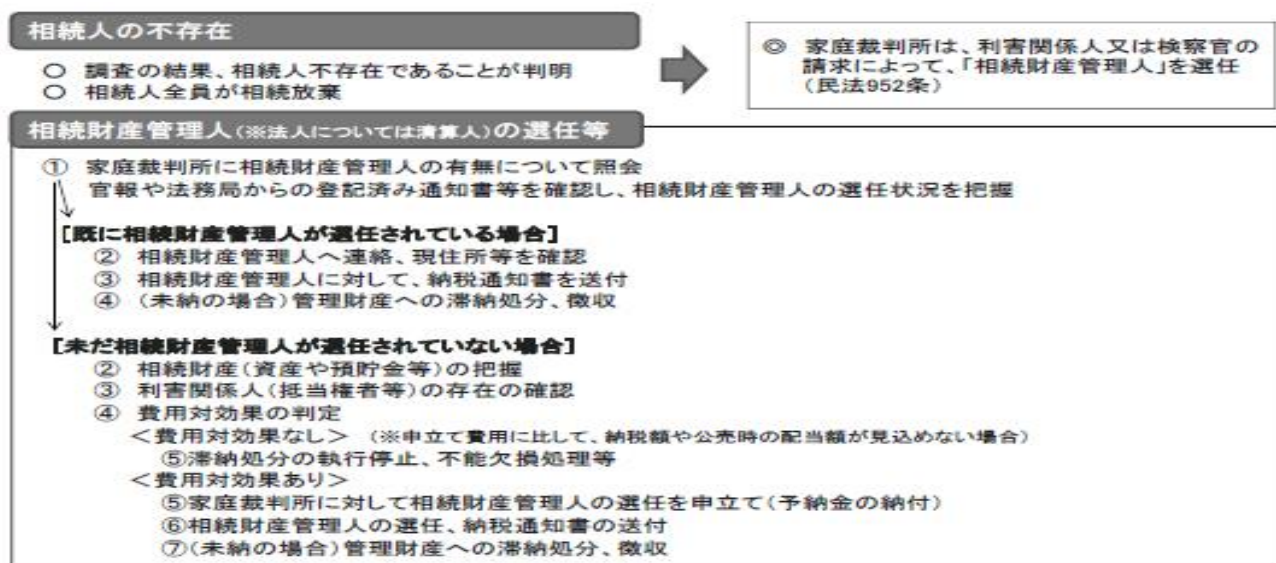 相続人の不存在
○ 調査の結果、相続人不存在であることが判明
○ 相続人全員が相続放棄
◎ 家庭裁判所は、利害関係人又は検察官の
請求によって、「相続財産管理人」を選任
(民法952条)
相続財産管理人(※法人については清算人)の選任等
① 家庭裁判所に相続財産管理人の有無について照会
官報や法務局からの登記済み通知書等を確認し、相続財産管理人の選任状況を把握
[既に相続財産管理人が選任されている場合]
② 相続財産管理人へ連絡、現住所等を確認
③ 相続財産管理人に対して、納税通知書を送付
④ (未納の場合)管理財産への滞納処分、徴収
[未だ相続財産管理人が選任されていない場合]
② 相続財産(資産や預貯金等)の把握
③ 利害関係人(抵当権者等)の存在の確認
④ 費用対効果の判定
<費用対効果なし> (※申立て費用に比して、納税額や公売時の配当額が見込めない場合)
⑤滞納処分の執行停止、不能欠損処理等
<費用対効果あり>
⑤家庭裁判所に対して相続財産管理人の選任を申立て(予納金の納付)
⑥相続財産管理人の選任、納税通知書の送付
⑦(未納の場合)管理財産への滞納処分、徴収